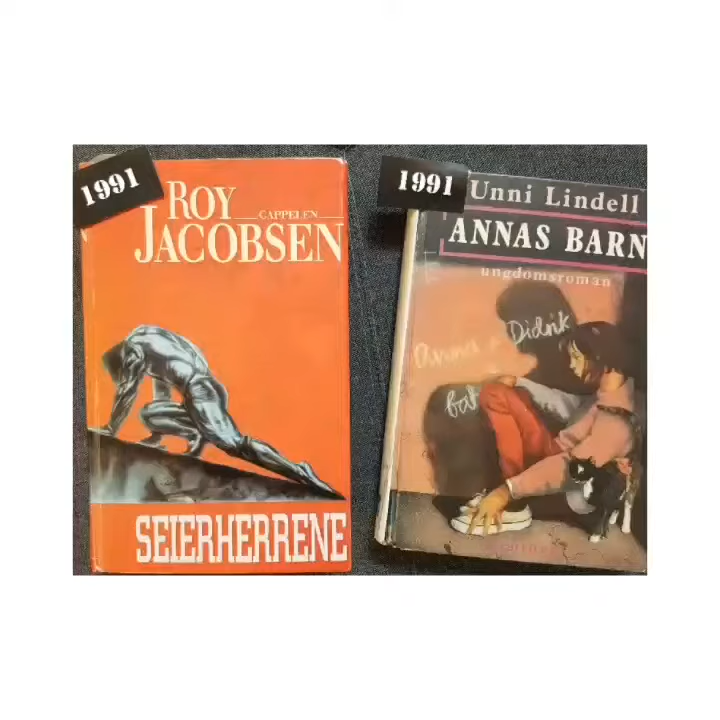 1991
ROY
CAPPELEN
JACOBSEN
SEIERHERRENE
1991
Unni Lindell
ANNAS BARN
ungdomsroman
Anna + Didrik